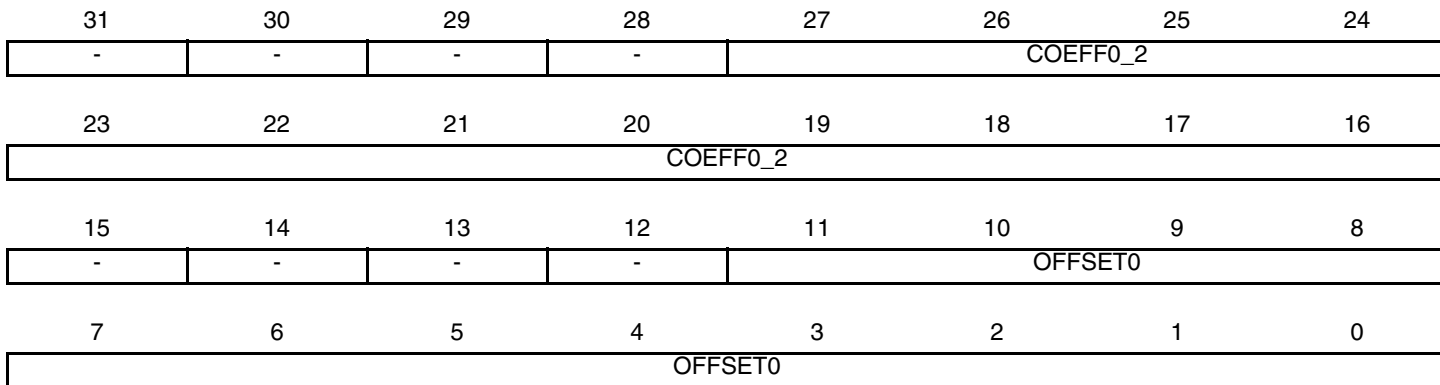 31 30 29 28 27 26 25 24
- - - - COEFF0_2
23 22 21 20 19 18 17 16
COEFF0_2
15 14 13 12 11 10 9 8
- - - - OFFSET0
7 6 5 4 3 2 1 0
OFFSET0